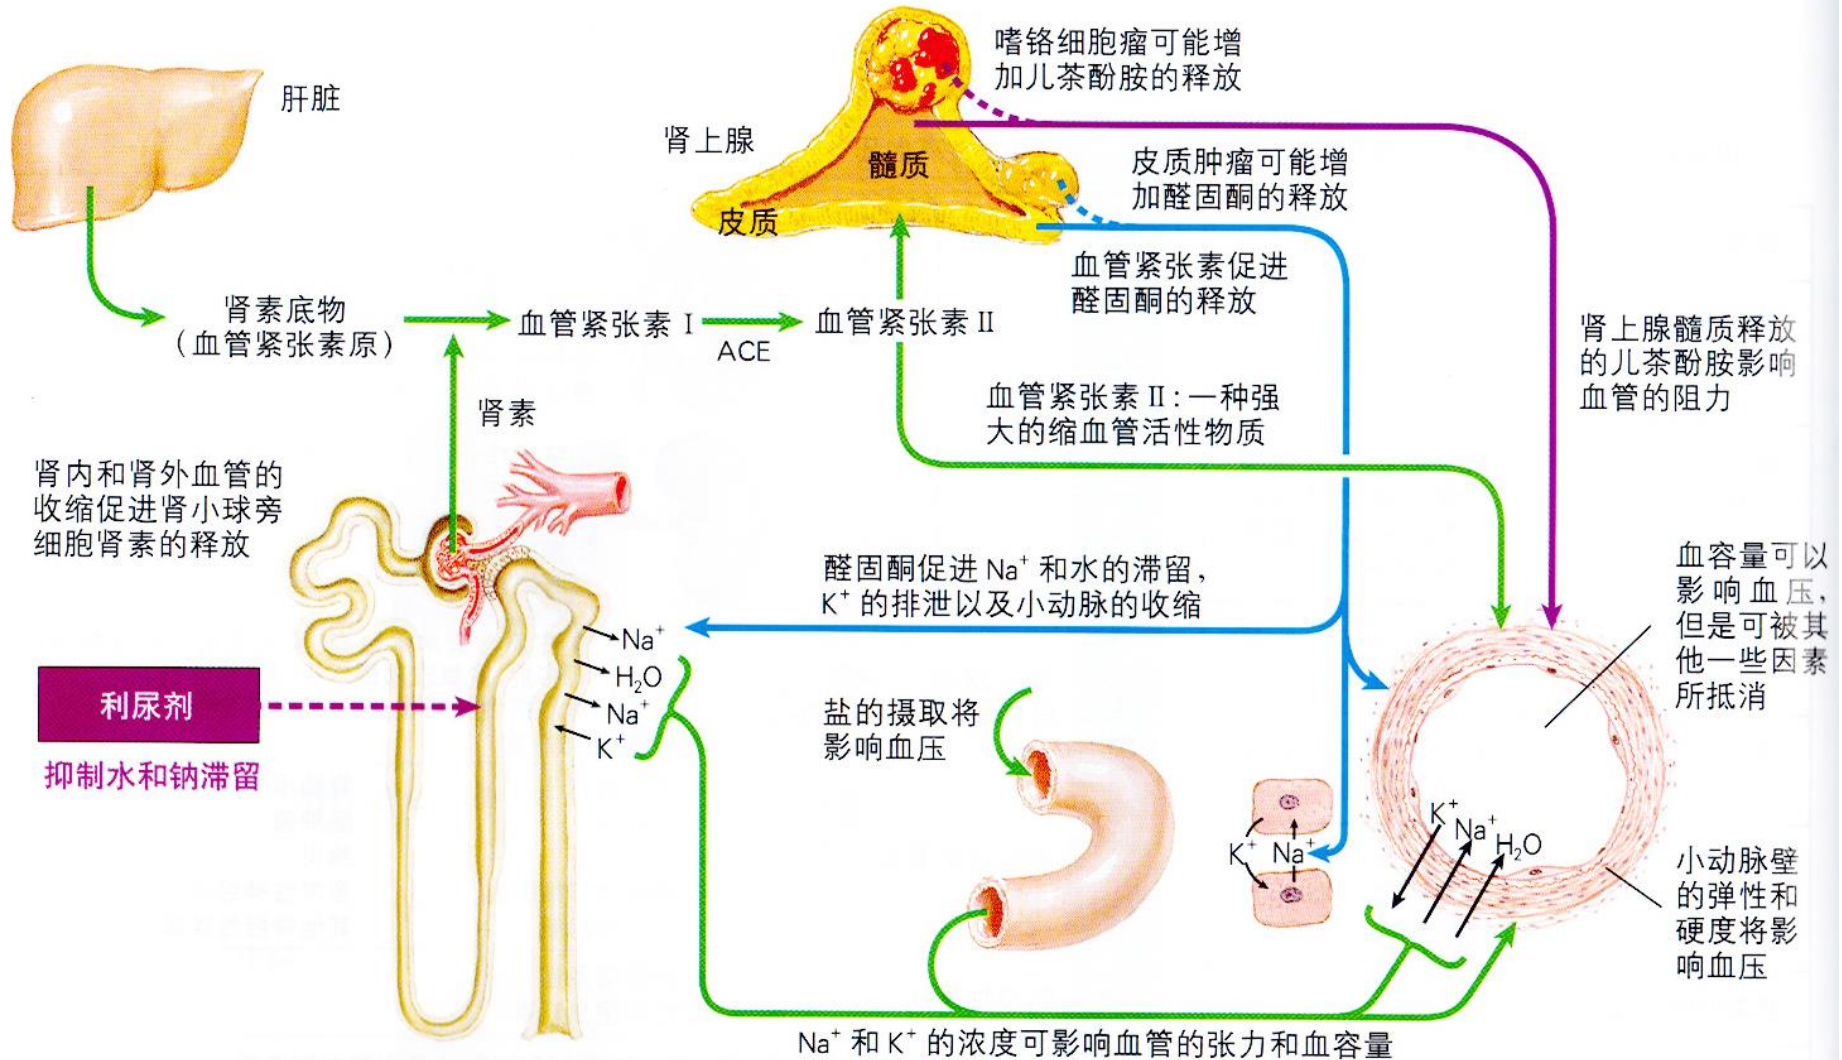 肝脏
嗜铬细胞瘤可能增
加儿茶酚胺的释放
肾上腺
髓质
皮质
皮质肿瘤可能增
加醛固酮的释放
血管紧张素促进
醛固酮的释放
肾素底物
（血管紧张素原）
血管紧张素 I
ACE
血管紧张素 II
肾上腺髓质释放
的儿茶酚胺影响
血管的阻力
肾素
血管紧张素 II：一种强
大的缩血管活性物质
肾内和肾外血管的
收缩促进肾小球旁
细胞肾素的释放
醛固酮促进 Na⁺ 和水的滞留，
K⁺ 的排泄以及小动脉的收缩
血容量可以
影响血压，
但是可被其
他一些因素
所抵消
Na⁺
H₂O
Na⁺
K⁺
利尿剂
抑制水和钠滞留
盐的摄取将
影响血压
K⁺ Na⁺
K⁺
Na⁺
H₂O
小动脉壁
的弹性和
硬度将影
响血压
Na⁺ 和 K⁺ 的浓度可影响血管的张力和血容量